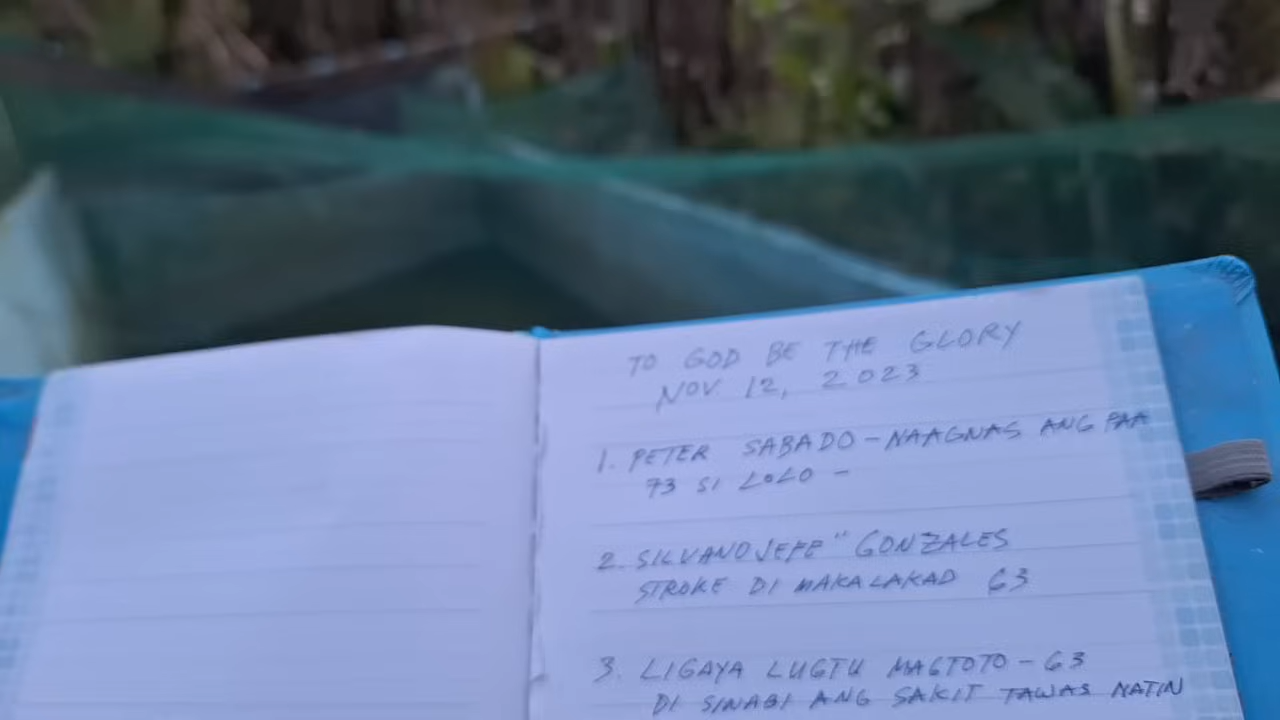 TO GOD BE THE GLORY
NOV. 12, 2023
1. PETER SABADO - NAAGNAS ANG PAA
73 SI LOLO -
2. SILVANO JEFE" GONZALES
STROKE DI MAKALAKAD 63
3. LIGAYA LUGTU MAGTOTO - 63
DI SINABI ANG SAKIT TAWAS NATIN